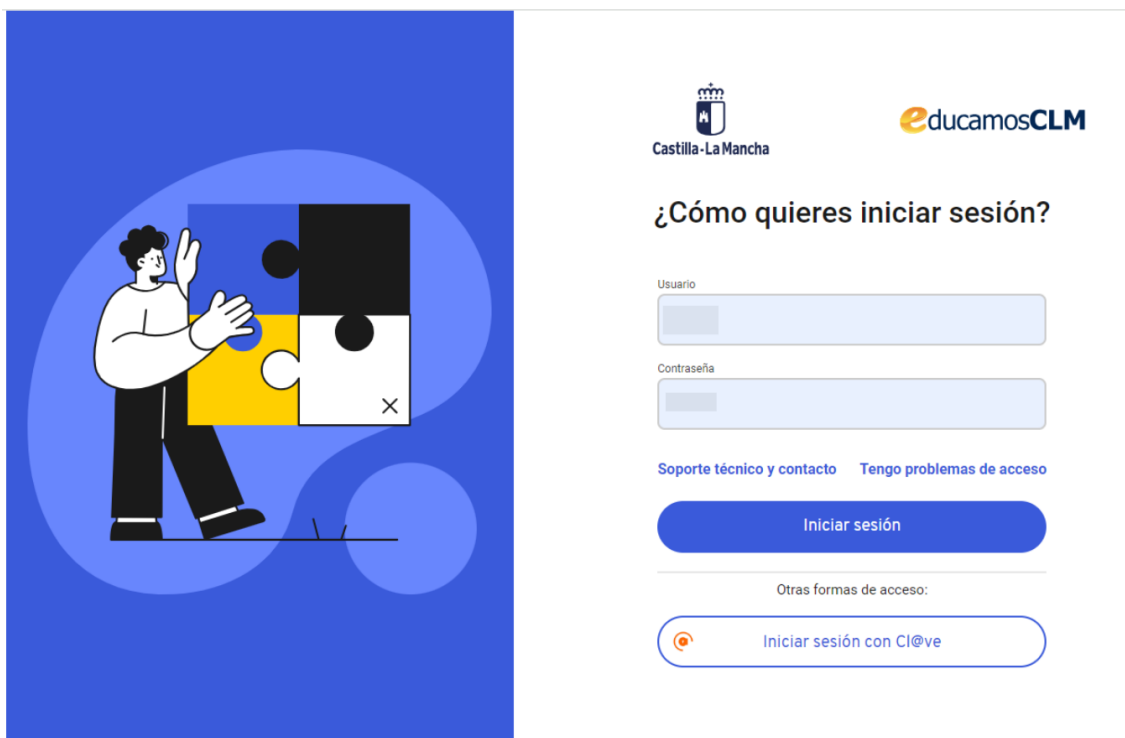 Castilla-La Mancha
educamosCLM
¿Cómo quieres iniciar sesión?
Usuario
Contraseña
Soporte técnico y contacto Tengo problemas de acceso
Iniciar sesión
Otras formas de acceso:
Iniciar sesión con Cl@ve